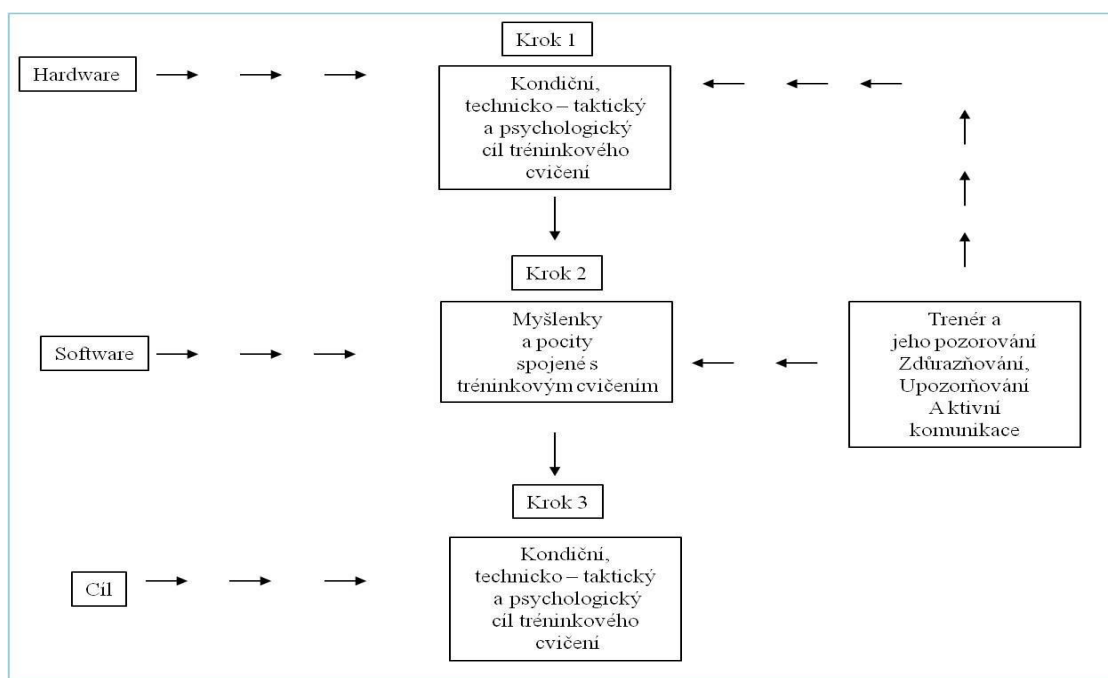 Krok 1
Hardware
Kondiční,
technicko – taktický
a psychologický
cíl tréninkového
cvičení
Krok 2
Software
Myšlenky
a pocity
spojené s
tréninkovým cvičením
Trenér a
jeho pozorování
Zdůrazňování,
Upozorňování
Aktivní
komunikace
Krok 3
Cíl
Kondiční,
technicko – taktický
a psychologický
cíl tréninkového
cvičení